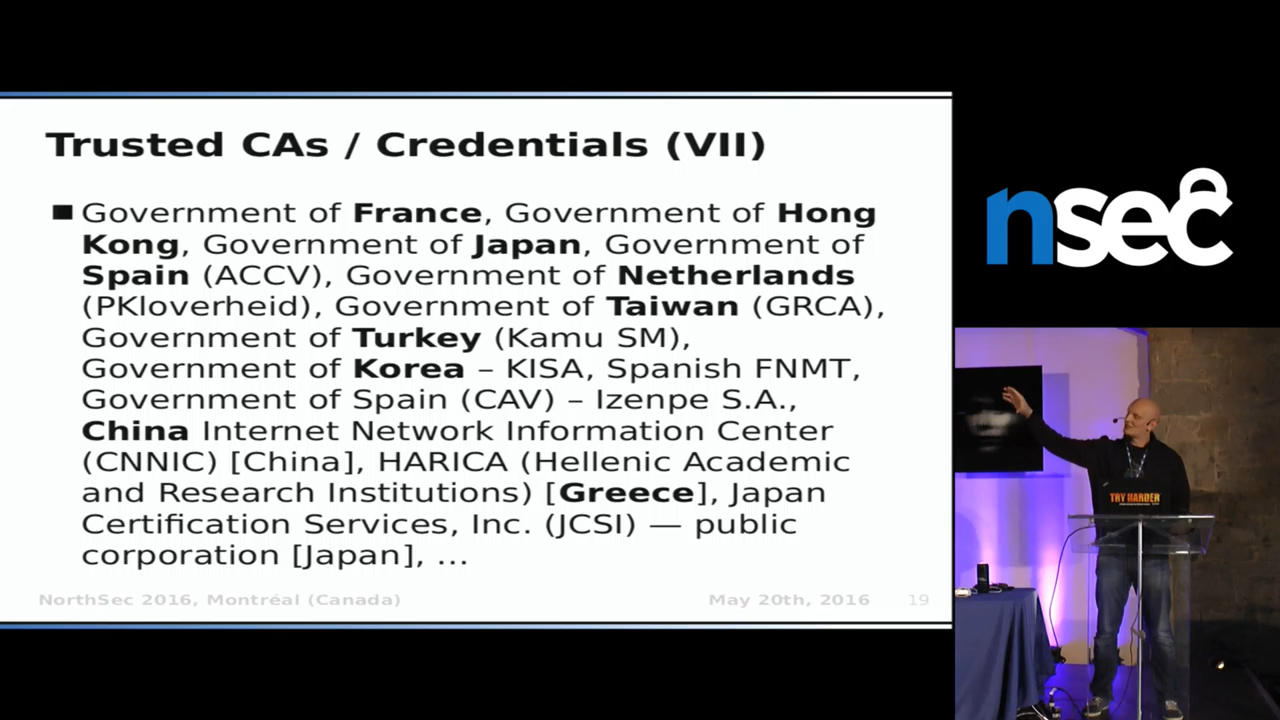 Trusted CAs / Credentials (VII)
Government of France, Government of Hong
Kong, Government of Japan, Government of
Spain (ACCV), Government of Netherlands
(PKloverheid), Government of Taiwan (GRCA),
Government of Turkey (Kamu SM),
Government of Korea – KISA, Spanish FNMT,
Government of Spain (CAV) – Izenpe S.A.,
China Internet Network Information Center
(CNNIC) [China], HARICA (Hellenic Academic
and Research Institutions) [Greece], Japan
Certification Services, Inc. (JCSI) — public
corporation [Japan], ...
NorthSec 2016, Montréal (Canada)
May 20th, 2016
19
nsec
TRY HARDER